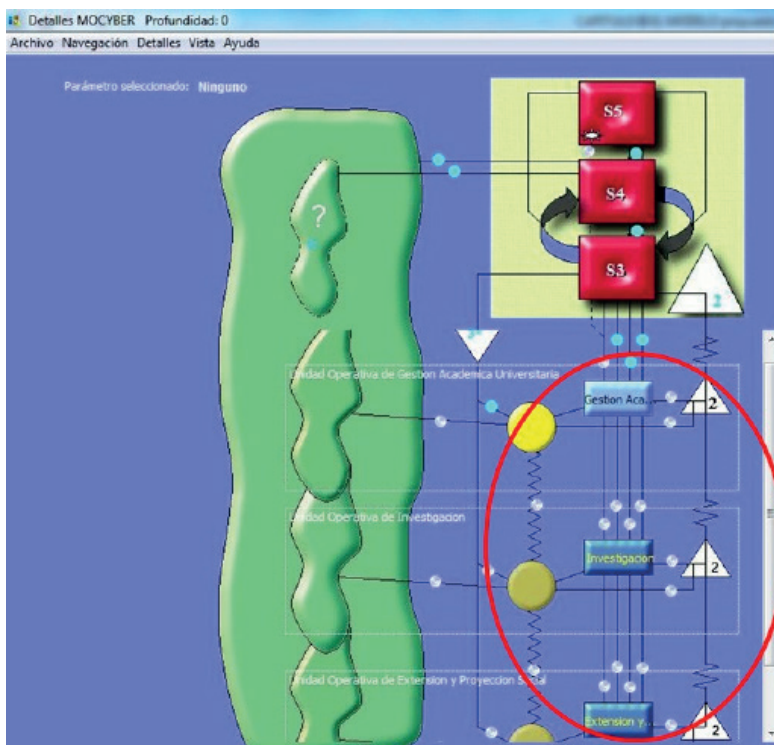 Detalles MOCYBER Profundidad: 0
Archivo Navegación Detalles Vista Ayuda
Parámetro seleccionado: Ninguno
S5
S4
?
S3
2
Unidad Operativa de Gestion Academica Universitaria
Gestion Aca...
2
Unidad Operativa de Investigacion
Investigacion
2
Unidad Operativa de Extension y Proyeccion Social
Extension y...
2